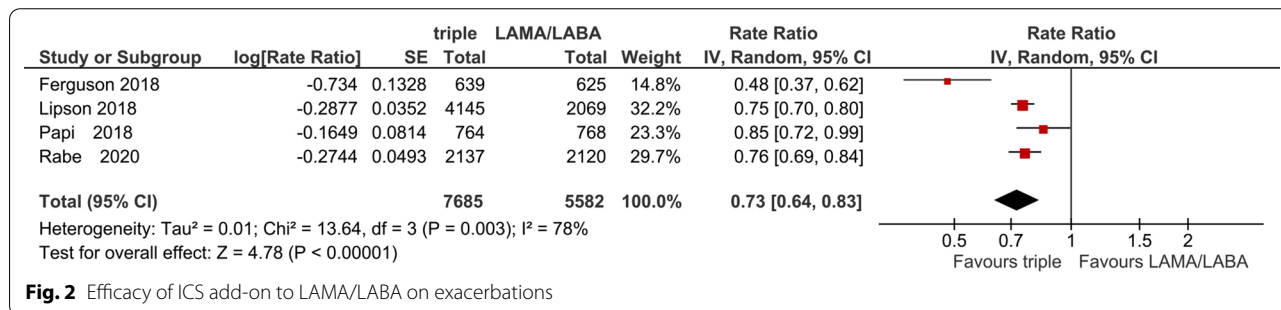 triple LAMA/LABA Rate Ratio Rate Ratio
Study or Subgroup log[Rate Ratio] SE Total Total Weight IV, Random, 95% CI IV, Random, 95% CI
Ferguson 2018 -0.734 0.1328 639 625 14.8% 0.48 [0.37, 0.62]
Lipson 2018 -0.2877 0.0352 4145 2069 32.2% 0.75 [0.70, 0.80]
Papi 2018 -0.1649 0.0814 764 768 23.3% 0.85 [0.72, 0.99]
Rabe 2020 -0.2744 0.0493 2137 2120 29.7% 0.76 [0.69, 0.84]
Total (95% CI) 7685 5582 100.0% 0.73 [0.64, 0.83]
Heterogeneity: Tau² = 0.01; Chi² = 13.64, df = 3 (P = 0.003); I² = 78%
Test for overall effect: Z = 4.78 (P < 0.00001)
0.5 0.7 1 1.5 2
Favours triple Favours LAMA/LABA
Fig. 2 Efficacy of ICS add-on to LAMA/LABA on exacerbations